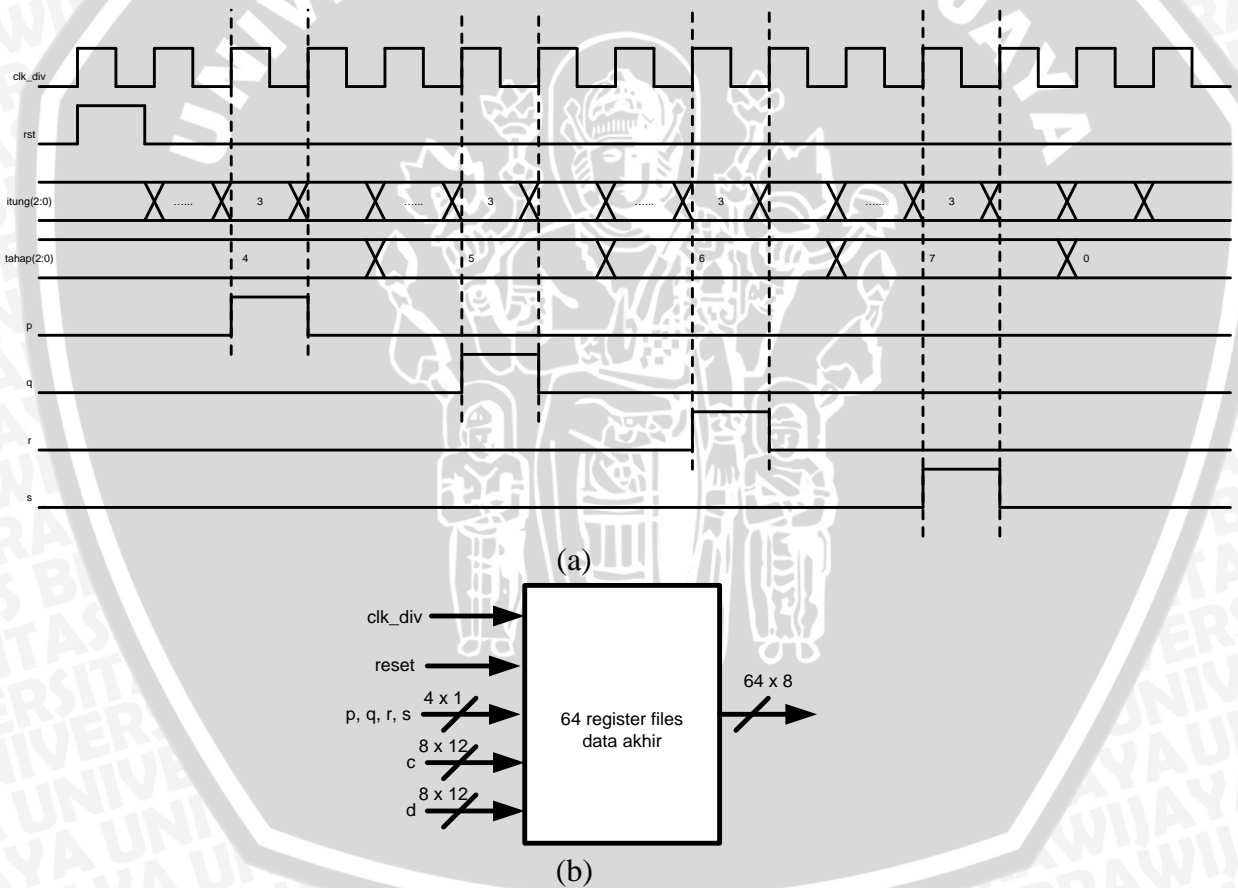 clk_div
rst
itung(2:0) …... 3 …... 3 …... 3 …... 3
tahap(2:0) 4 5 6 7 0
p
q
r
s
(a)
clk_div
reset
p, q, r, s 4 x 1
c 8 x 12
d 8 x 12
64 register files
data akhir
64 x 8
(b)